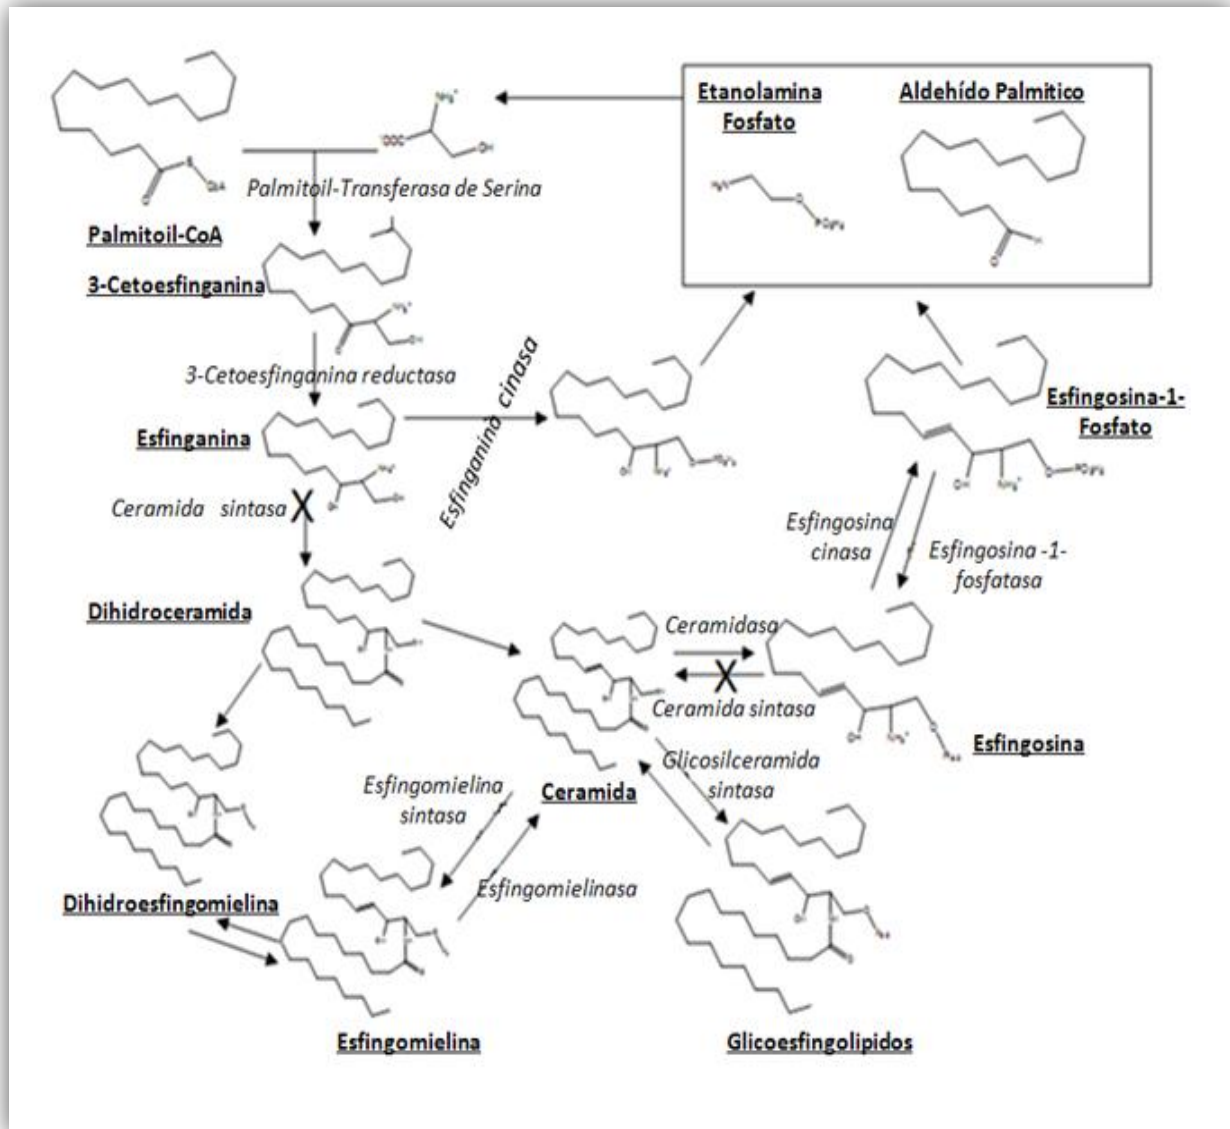 Etanolamina
Fosfato
Aldehído Palmitico
Palmitoil-Transferasa de Serina
Palmitoil-CoA
3-Cetoesfinganina
3-Cetoesfinganina reductasa
Esfinganina cinasa
Esfinganina
Esfingosina-1-
Fosfato
Ceramida sintasa
X
Esfingosina
cinasa
Esfingosina -1-
fosfatasa
Dihidroceramida
Ceramidasa
X
Ceramida sintasa
Esfingosina
Glicosilceramida
sintasa
Esfingomielina
sintasa
Ceramida
Esfingomielinasa
Dihidroesfingomielina
Esfingomielina
Glicoesfingolipidos